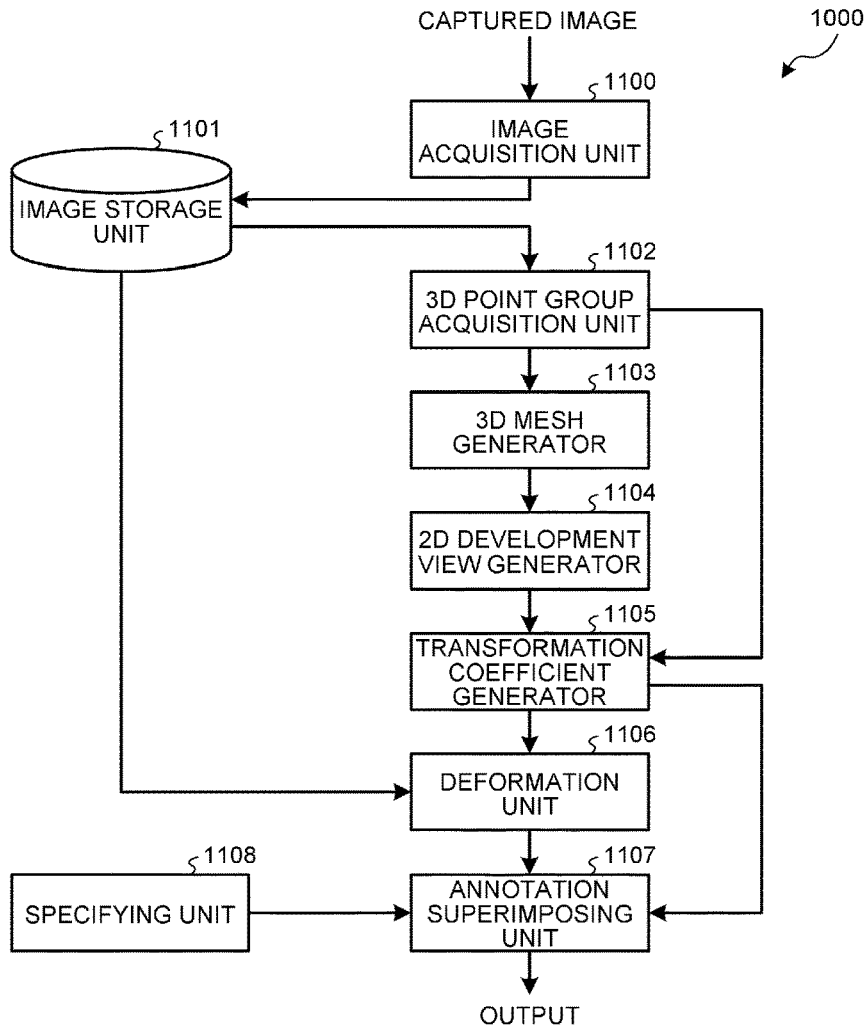 CAPTURED IMAGE
1000
1100
IMAGE
ACQUISITION UNIT
1101
IMAGE STORAGE
UNIT
1102
3D POINT GROUP
ACQUISITION UNIT
1103
3D MESH
GENERATOR
1104
2D DEVELOPMENT
VIEW GENERATOR
1105
TRANSFORMATION
COEFFICIENT
GENERATOR
1106
DEFORMATION
UNIT
1108
SPECIFYING UNIT
1107
ANNOTATION
SUPERIMPOSING
UNIT
OUTPUT